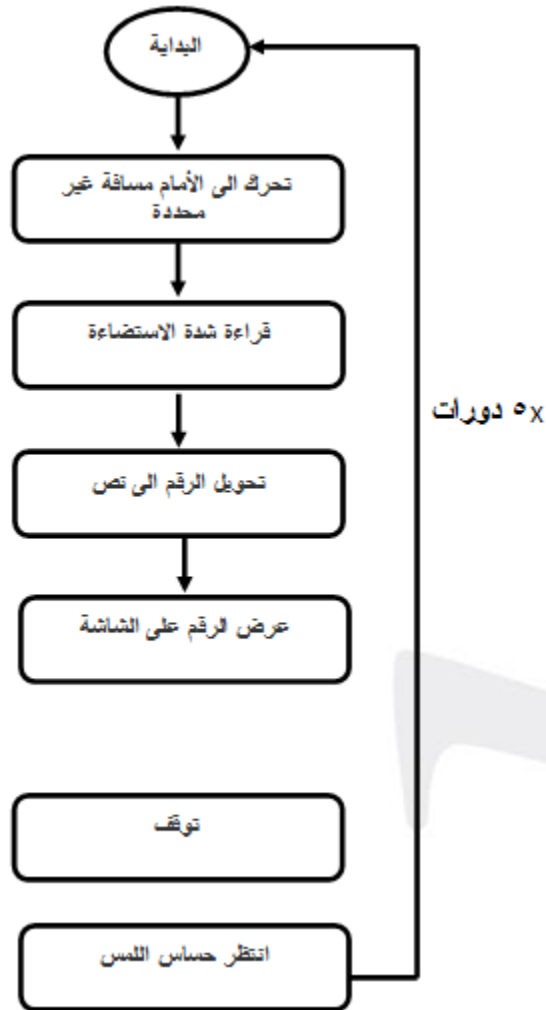 البداية
تحرك الى الأمام مسافة غير
محددة
قراءة شدة الاستضاءة
تحويل الرقم الى نص
عرض الرقم على الشاشة
x٥ دورات
توقف
انتظر حساس اللمس